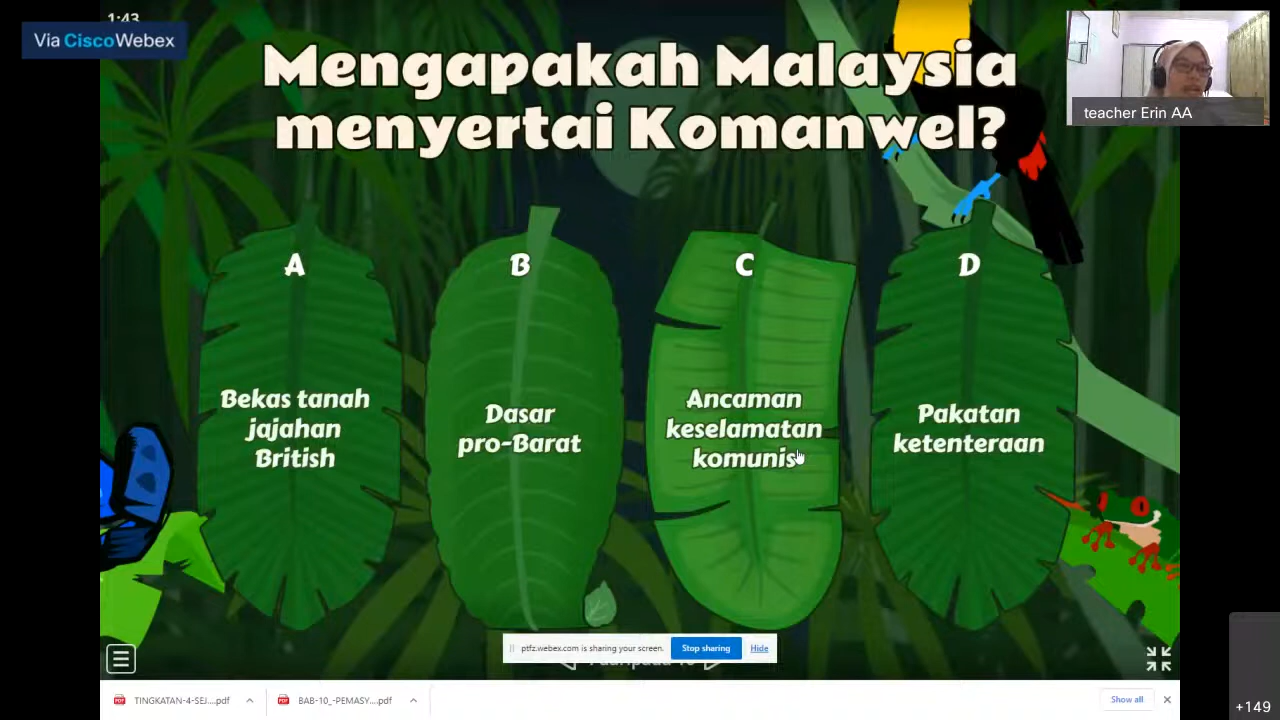 1:43
Via CiscoWebex
Mengapakah Malaysia
menyertai Komanwel?
teacher Erin AA
A
Bekas tanah
jajahan
British
B
Dasar
pro-Barat
C
Ancaman
keselamatan
komunis
D
Pakatan
ketenteraan
ptfz.webex.com is sharing your screen.
Stop sharing
Hide
TINGKATAN-4-SEJ....pdf
BAB-10_-PEMASY....pdf
Show all
+149